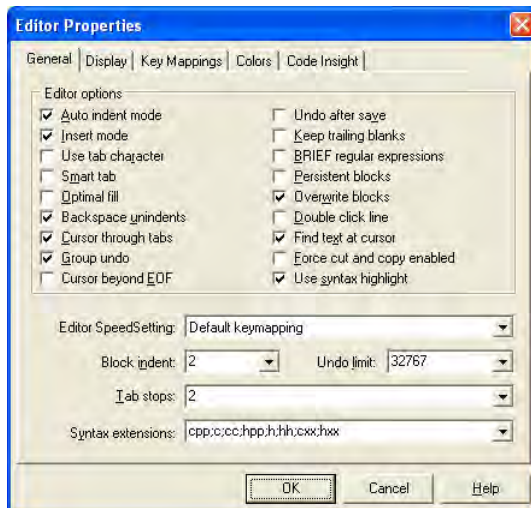 Editor Properties
General Display Key Mappings Colors Code Insight
Editor options
Auto indent mode
Insert mode
Use tab character
Smart tab
Optimal fill
Backspace unindents
Cursor through tabs
Group undo
Cursor beyond EOF
Undo after save
Keep trailing blanks
BRIEF regular expressions
Persistent blocks
Overwrite blocks
Double click line
Find text at cursor
Force cut and copy enabled
Use syntax highlight
Editor SpeedSetting: Default keymapping
Block indent: 2 Undo limit: 32767
Tab stops: 2
Syntax extensions: cpp;c;cc;hpp;h;hh;cxx;hxx
OK Cancel Help